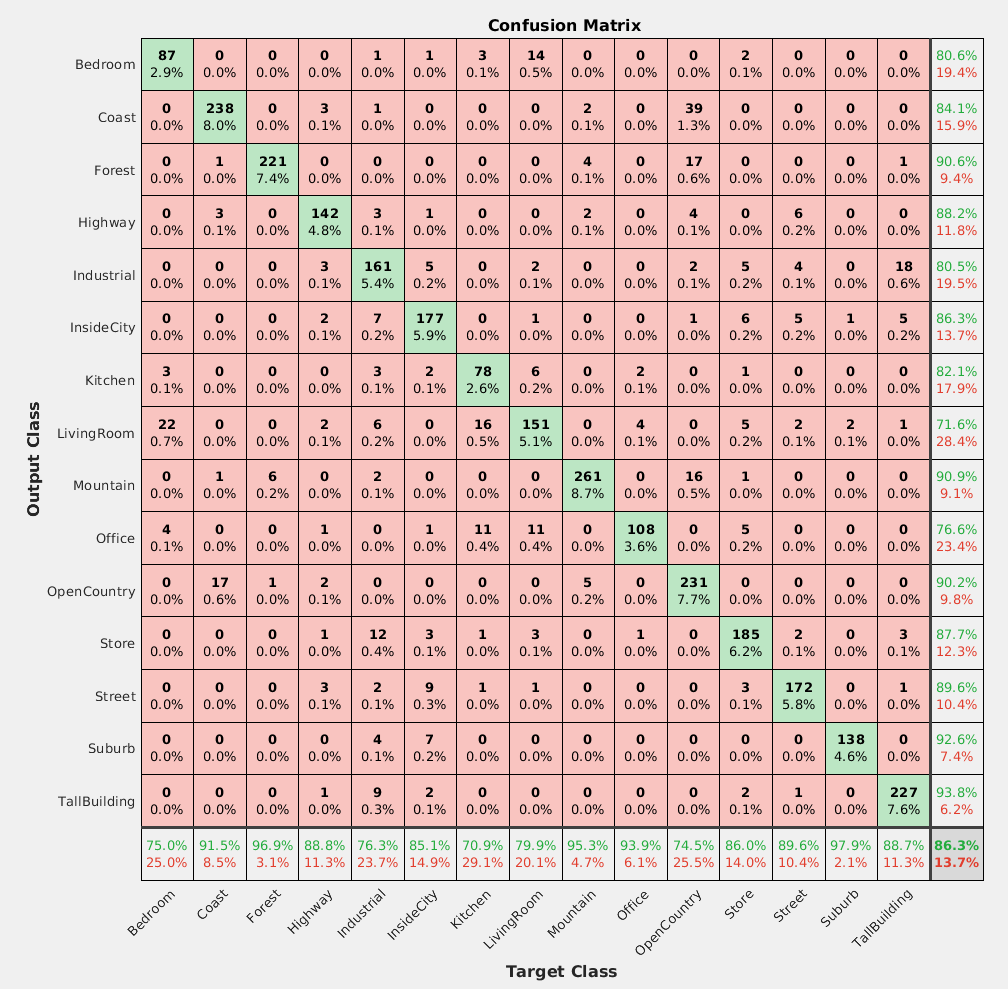 Confusion Matrix
Bedroom 87 0 0 0 1 1 3 14 0 0 0 2 0 0 0 80.6%
2.9% 0.0% 0.0% 0.0% 0.0% 0.0% 0.1% 0.5% 0.0% 0.0% 0.0% 0.1% 0.0% 0.0% 0.0% 19.4%
Coast 0 238 0 3 1 0 0 0 2 0 39 0 0 0 0 84.1%
0.0% 8.0% 0.0% 0.1% 0.0% 0.0% 0.0% 0.0% 0.1% 0.0% 1.3% 0.0% 0.0% 0.0% 0.0% 15.9%
Forest 0 1 221 0 0 0 0 0 4 0 17 0 0 0 1 90.6%
0.0% 0.0% 7.4% 0.0% 0.0% 0.0% 0.0% 0.0% 0.1% 0.0% 0.6% 0.0% 0.0% 0.0% 0.0% 9.4%
Highway 0 3 0 142 3 1 0 0 2 0 4 0 6 0 0 88.2%
0.0% 0.1% 0.0% 4.8% 0.1% 0.0% 0.0% 0.0% 0.1% 0.0% 0.1% 0.0% 0.2% 0.0% 0.0% 11.8%
Industrial 0 0 0 3 161 5 0 2 0 0 2 5 4 0 18 80.5%
0.0% 0.0% 0.0% 0.1% 5.4% 0.2% 0.0% 0.1% 0.0% 0.0% 0.1% 0.2% 0.1% 0.0% 0.6% 19.5%
InsideCity 0 0 0 2 7 177 0 1 0 0 1 6 5 1 5 86.3%
0.0% 0.0% 0.0% 0.1% 0.2% 5.9% 0.0% 0.0% 0.0% 0.0% 0.0% 0.2% 0.2% 0.0% 0.2% 13.7%
Kitchen 3 0 0 0 3 2 78 6 0 2 0 1 0 0 0 82.1%
0.1% 0.0% 0.0% 0.0% 0.1% 0.1% 2.6% 0.2% 0.0% 0.1% 0.0% 0.0% 0.0% 0.0% 0.0% 17.9%
LivingRoom 22 0 0 2 6 0 16 151 0 4 0 5 2 2 1 71.6%
0.7% 0.0% 0.0% 0.1% 0.2% 0.0% 0.5% 5.1% 0.0% 0.1% 0.0% 0.2% 0.1% 0.1% 0.0% 28.4%
Mountain 0 1 6 0 2 0 0 0 261 0 16 1 0 0 0 90.9%
0.0% 0.0% 0.2% 0.0% 0.1% 0.0% 0.0% 0.0% 8.7% 0.0% 0.5% 0.0% 0.0% 0.0% 0.0% 9.1%
Office 4 0 0 1 0 1 11 11 0 108 0 5 0 0 0 76.6%
0.1% 0.0% 0.0% 0.0% 0.0% 0.0% 0.4% 0.4% 0.0% 3.6% 0.0% 0.2% 0.0% 0.0% 0.0% 23.4%
OpenCountry 0 17 1 2 0 0 0 0 5 0 231 0 0 0 0 90.2%
0.0% 0.6% 0.0% 0.1% 0.0% 0.0% 0.0% 0.0% 0.2% 0.0% 7.7% 0.0% 0.0% 0.0% 0.0% 9.8%
Store 0 0 0 1 12 3 1 3 0 1 0 185 2 0 3 87.7%
0.0% 0.0% 0.0% 0.0% 0.4% 0.1% 0.0% 0.1% 0.0% 0.0% 0.0% 6.2% 0.1% 0.0% 0.1% 12.3%
Street 0 0 0 3 2 9 1 1 0 0 0 3 172 0 1 89.6%
0.0% 0.0% 0.0% 0.1% 0.1% 0.3% 0.0% 0.0% 0.0% 0.0% 0.0% 0.1% 5.8% 0.0% 0.0% 10.4%
Suburb 0 0 0 0 4 7 0 0 0 0 0 0 0 138 0 92.6%
0.0% 0.0% 0.0% 0.0% 0.1% 0.2% 0.0% 0.0% 0.0% 0.0% 0.0% 0.0% 0.0% 4.6% 0.0% 7.4%
TallBuilding 0 0 0 1 9 2 0 0 0 0 0 2 1 0 227 93.8%
0.0% 0.0% 0.0% 0.0% 0.3% 0.1% 0.0% 0.0% 0.0% 0.0% 0.0% 0.1% 0.0% 0.0% 7.6% 6.2%
75.0% 91.5% 96.9% 88.8% 76.3% 85.1% 70.9% 79.9% 95.3% 93.9% 74.5% 86.0% 89.6% 97.9% 88.7% 86.3%
25.0% 8.5% 3.1% 11.3% 23.7% 14.9% 29.1% 20.1% 4.7% 6.1% 25.5% 14.0% 10.4% 2.1% 11.3% 13.7%
Bedroom Coast Forest Highway Industrial InsideCity Kitchen LivingRoom Mountain Office OpenCountry Store Street Suburb TallBuilding
Target Class
Output Class